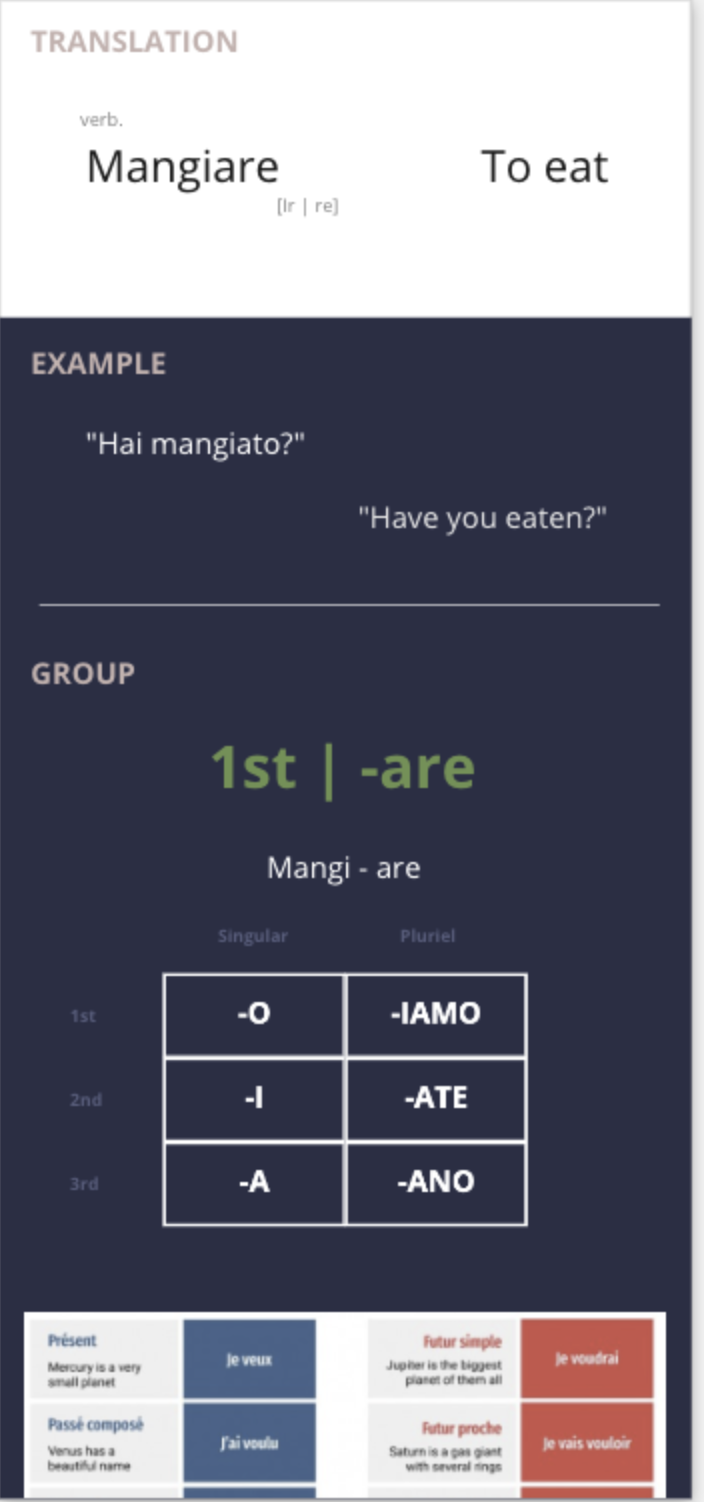 TRANSLATION
verb.
Mangiare
To eat
[Ir | re]
EXAMPLE
"Hai mangiato?"
"Have you eaten?"
GROUP
1st | -are
Mangi - are
Singular Pluriel
1st -O -IAMO
2nd -I -ATE
3rd -A -ANO
Présent
Mercury is a very
small planet
Je veux
Futur simple
Jupiter is the biggest
planet of them all
Je voudrai
Passé composé
Venus has a
beautiful name
J'ai voulu
Futur proche
Saturn is a gas giant
with several rings
Je vais vouloir